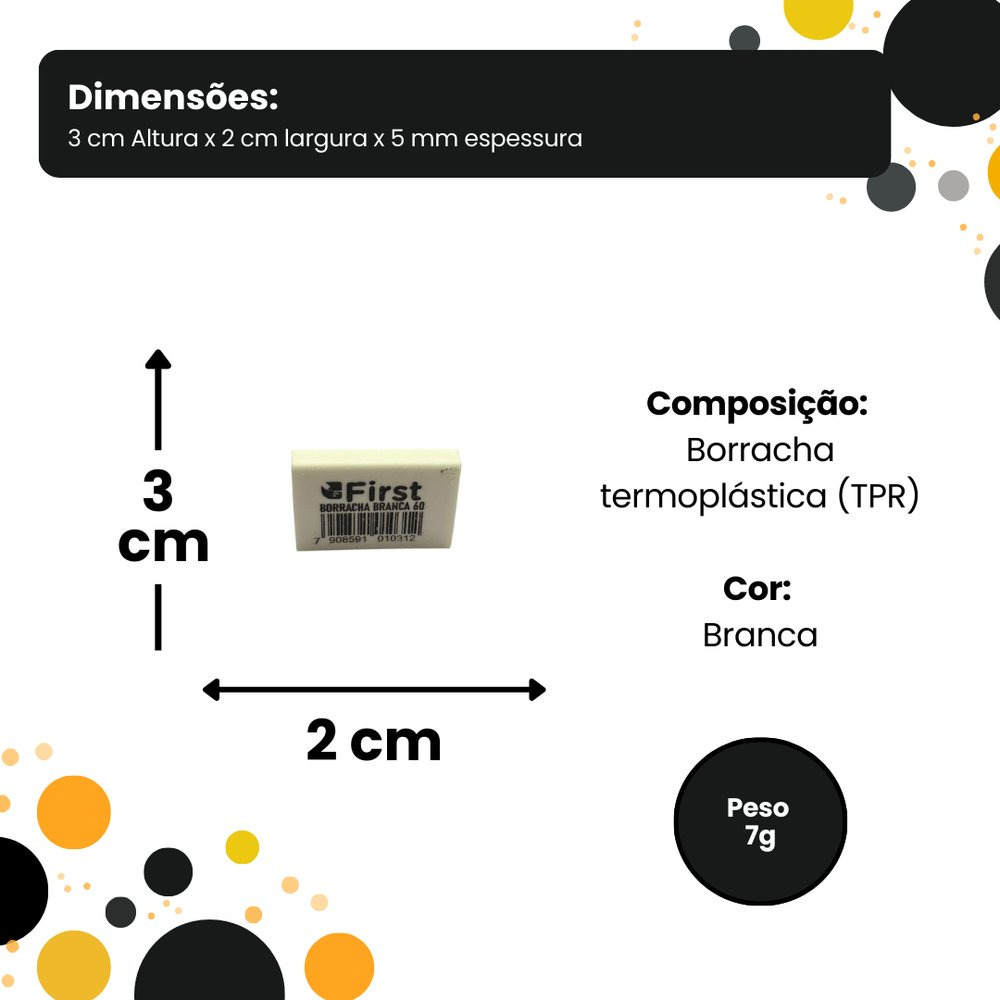 Dimensões:
3 cm Altura x 2 cm largura x 5 mm espessura
3
cm
First
BORRACHA BRANCA 60
7 908591 010312
2 cm
Composição:
Borracha
termoplástica (TPR)
Cor:
Branca
Peso
7g